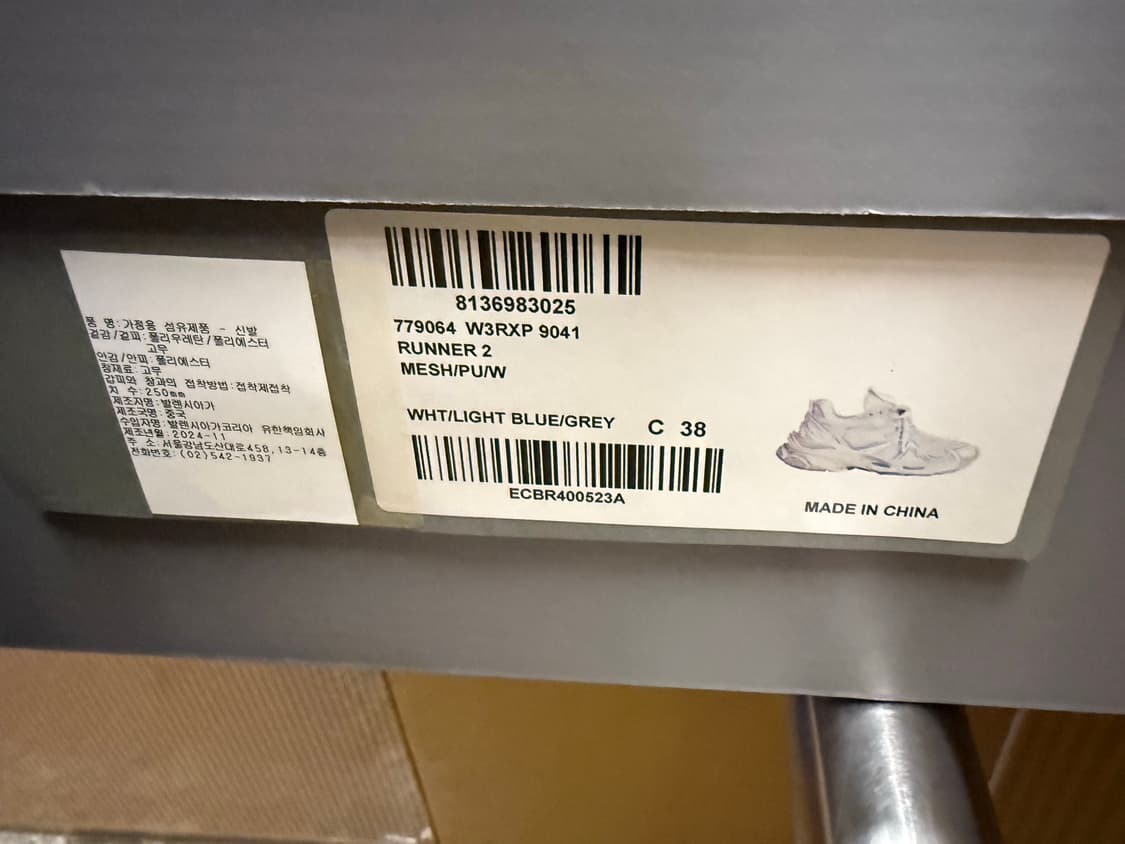 품 명:가정용 섬유제품 - 신발
겉감/겉피:폴리우레탄/폴리에스터
고무
안감/안피:폴리에스터
창재료:고무
갑피와 창과의 접착방법:접착제접착
치 수:250mm
제조자명:발렌시아가
제조국명:중국
수입자명:발렌시아가코리아 유한책임회사
제조년월:2024-11
주 소:서울강남도산대로458,13-14층
전화번호:(02)542-1937
8136983025
779064 W3RXP 9041
RUNNER 2
MESH/PU/W
WHT/LIGHT BLUE/GREY C 38
ECBR400523A
MADE IN CHINA